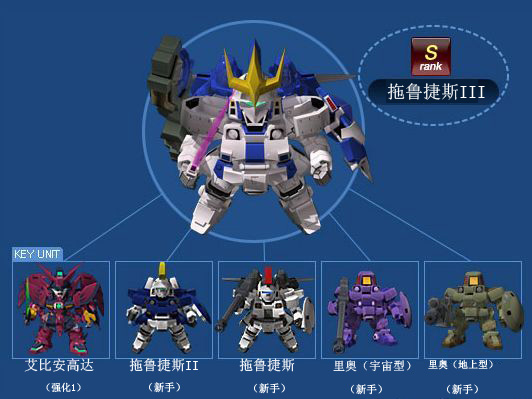 S
rank
拖鲁捷斯III
KEY UNIT
艾比安高达
拖鲁捷斯II
拖鲁捷斯
里奥（宇宙型）
里奥（地上型）
（强化1）
（新手）
（新手）
（新手）
（新手）